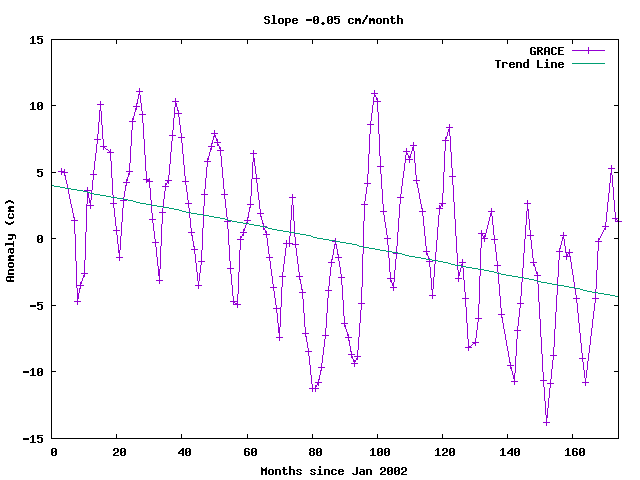 Slope -0.05 cm/month
GRACE
Trend Line
15
10
5
0
-5
-10
-15
Anomaly (cm)
0 20 40 60 80 100 120 140 160
Months since Jan 2002